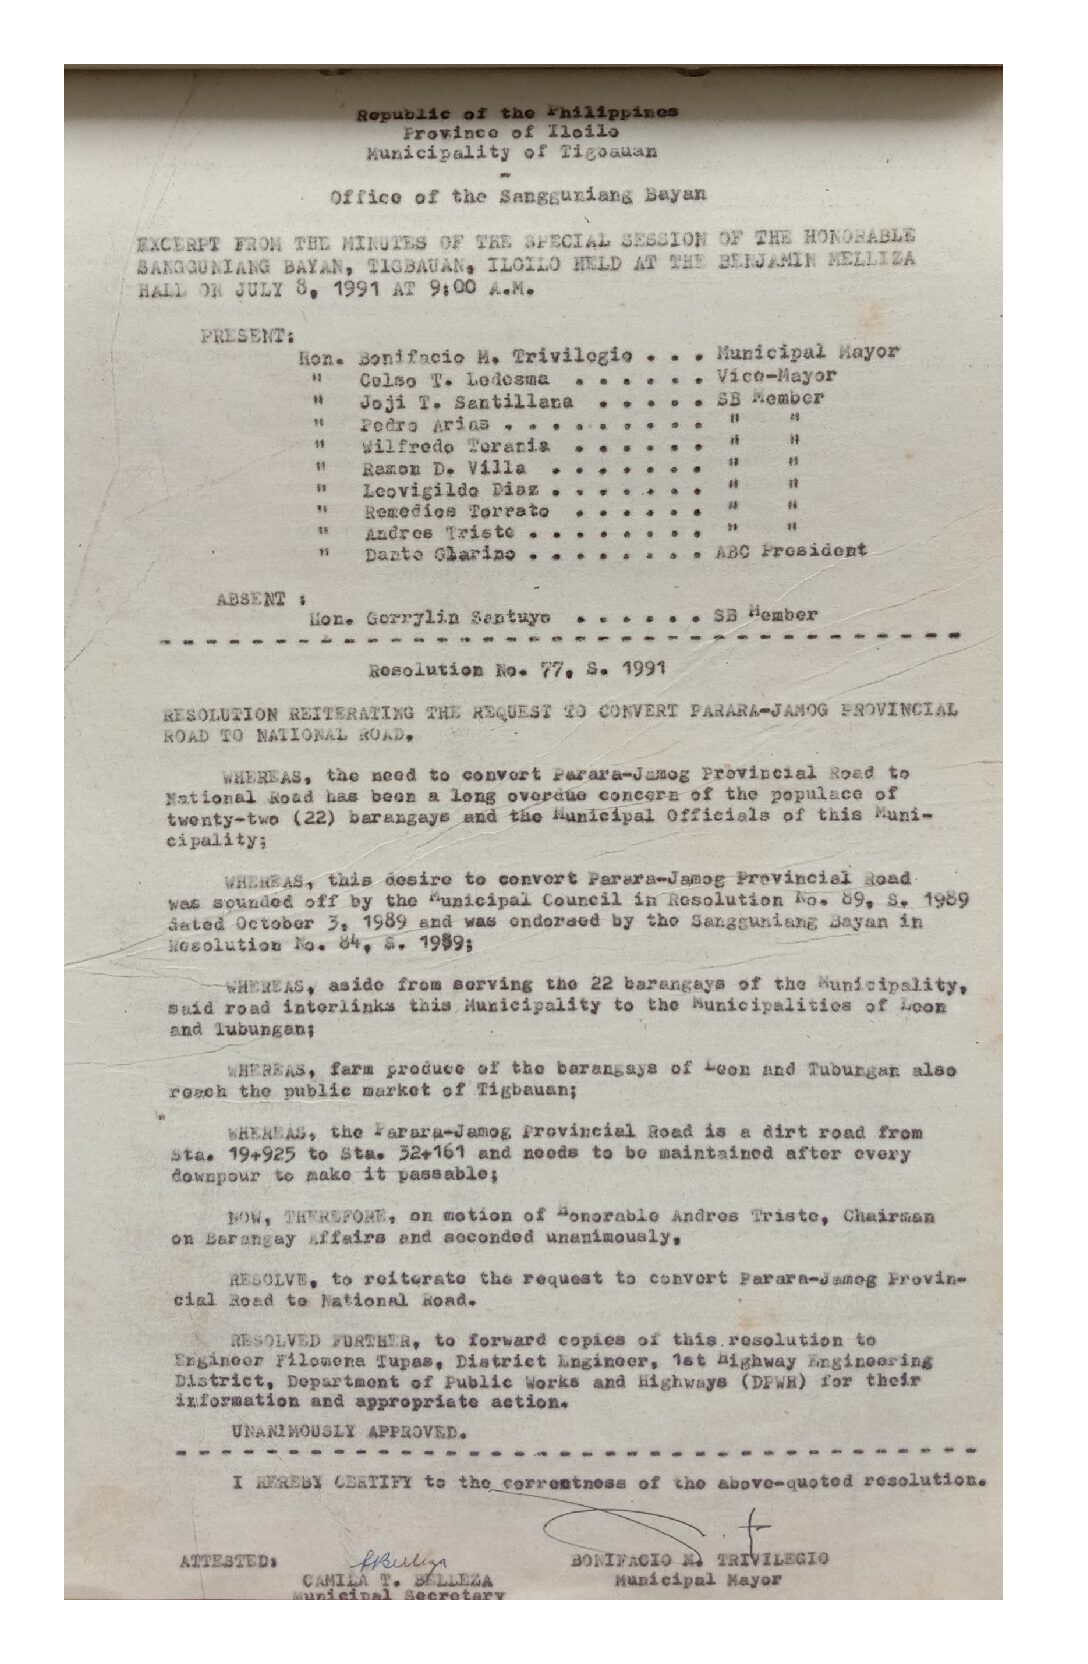 Republic of the Philippines
Province of Iloilo
Municipality of Tigbauan
-
Office of the Sangguniang Bayan
EXCERPT FROM THE MINUTES OF THE SPECIAL SESSION OF THE HONORABLE
SANGGUNIANG BAYAN, TIGBAUAN, ILOILO HELD AT THE BENJAMIN MELLIZA
HALL ON JULY 8, 1991 AT 9:00 A.M.
PRESENT:
Hon. Bonifacio M. Trivilegio . . . Municipal Mayor
" Celso T. Ledesma . . . . . . Vice-Mayor
" Joji T. Santillana . . . . . SB Member
" Pedro Arias . . . . . . . . . " "
" Wilfredo Torania . . . . . . " "
" Ramon D. Villa . . . . . . . " "
" Leovigildo Diaz . . . . . . . " "
" Remedios Torrato . . . . . . " "
" Andres Triste . . . . . . . . " "
" Dante Glarino . . . . . . . . ABC President
ABSENT :
Hon. Gerrylin Santuyo . . . . . . SB Member
- - - - - - - - - - - - - - - - - - - - - - - - - - - - - - - - - - - -
Resolution No. 77, S. 1991
RESOLUTION REITERATING THE REQUEST TO CONVERT PARARA-JAMOG PROVINCIAL
ROAD TO NATIONAL ROAD.
WHEREAS, the need to convert Parara-Jamog Provincial Road to
National Road has been a long overdue concern of the populace of
twenty-two (22) barangays and the Municipal Officials of this Muni-
cipality;
WHEREAS, this desire to convert Parara-Jamog Provincial Road
was sounded off by the Municipal Council in Resolution No. 89, S. 1989
dated October 3, 1989 and was endorsed by the Sangguniang Bayan in
Resolution No. 84, S. 1989;
WHEREAS, aside from serving the 22 barangays of the Municipality,
said road interlinks this Municipality to the Municipalities of Leon
and Tubungan;
WHEREAS, farm produce of the barangays of Leon and Tubungan also
reach the public market of Tigbauan;
WHEREAS, the Parara-Jamog Provincial Road is a dirt road from
Sta. 19+925 to Sta. 32+161 and needs to be maintained after every
downpour to make it passable;
NOW, THEREFORE, on motion of Honorable Andres Triste, Chairman
on Barangay Affairs and seconded unanimously,
RESOLVE, to reiterate the request to convert Parara-Jamog Provin-
cial Road to National Road.
RESOLVED FURTHER, to forward copies of this resolution to
Engineer Filomena Tupas, District Engineer, 1st Highway Engineering
District, Department of Public Works and Highways (DPWH) for their
information and appropriate action.
UNANIMOUSLY APPROVED.
- - - - - - - - - - - - - - - - - - - - - - - - - - - - - - - - - - - -
I HEREBY CERTIFY to the correctness of the above-quoted resolution.
ATTESTED:
BONIFACIO M. TRIVILEGIO
CAMILA T. BELLEZA
Municipal Mayor
Municipal Secretary